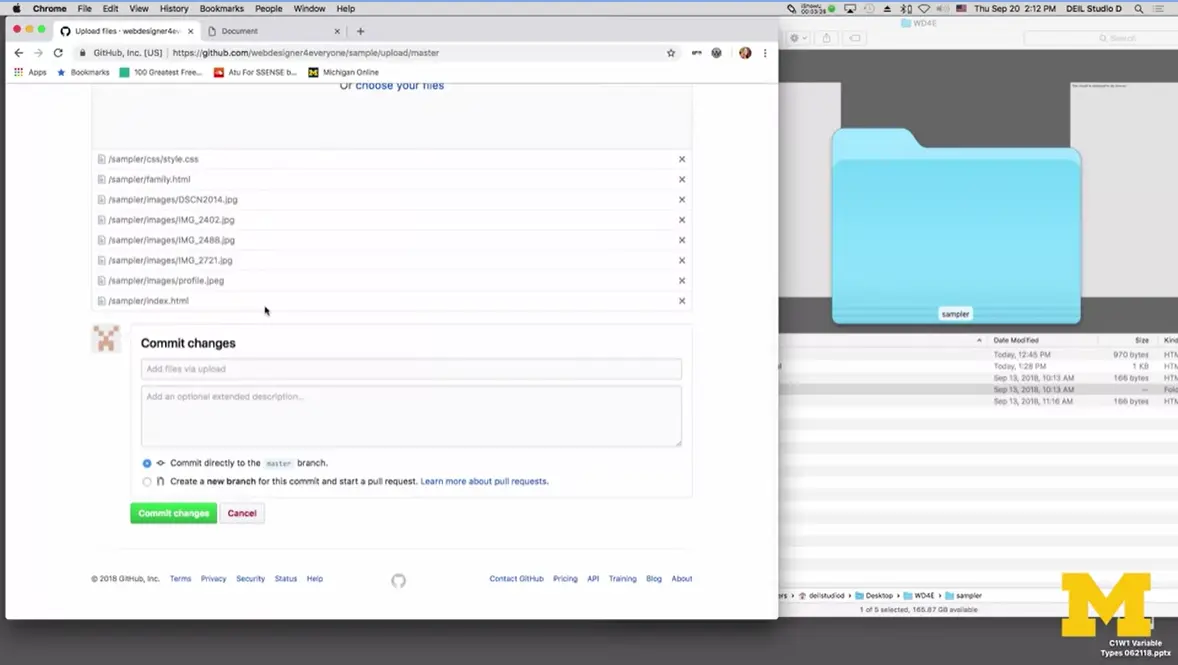 Chrome File Edit View History Bookmarks People Window Help
Thu Sep 20 2:12 PM DEIL Studio D
Upload files · webdesigner4ev
Document
WD4E
GitHub, Inc. [US] | https://github.com/webdesigner4everyone/sample/upload/master
Search
Apps Bookmarks 100 Greatest Free... Atu For SSENSE b... Michigan Online
Or choose your files
/sampler/css/style.css
/sampler/family.html
/sampler/images/DSCN2014.jpg
/sampler/images/IMG_2402.jpg
/sampler/images/IMG_2488.jpg
/sampler/images/IMG_2721.jpg
/sampler/images/profile.jpeg
/sampler/index.html
sampler
Commit changes
Add files via upload
Add an optional extended description...
Commit directly to the master branch.
Create a new branch for this commit and start a pull request. Learn more about pull requests.
Commit changes Cancel
© 2018 GitHub, Inc. Terms Privacy Security Status Help
Contact GitHub Pricing API Training Blog About
Date Modified Size Kind
Today, 12:45 PM 970 bytes HTM
Today, 1:28 PM 1 KB HTM
Sep 13, 2018, 10:13 AM 166 bytes HTM
Sep 13, 2018, 10:13 AM -- Fold
Sep 13, 2018, 11:16 AM 166 bytes HTM
deilstudiod Desktop WD4E sampler
1 of 5 selected, 165.87 GB available
M
C1W1 Variable
Types 062118.pptx